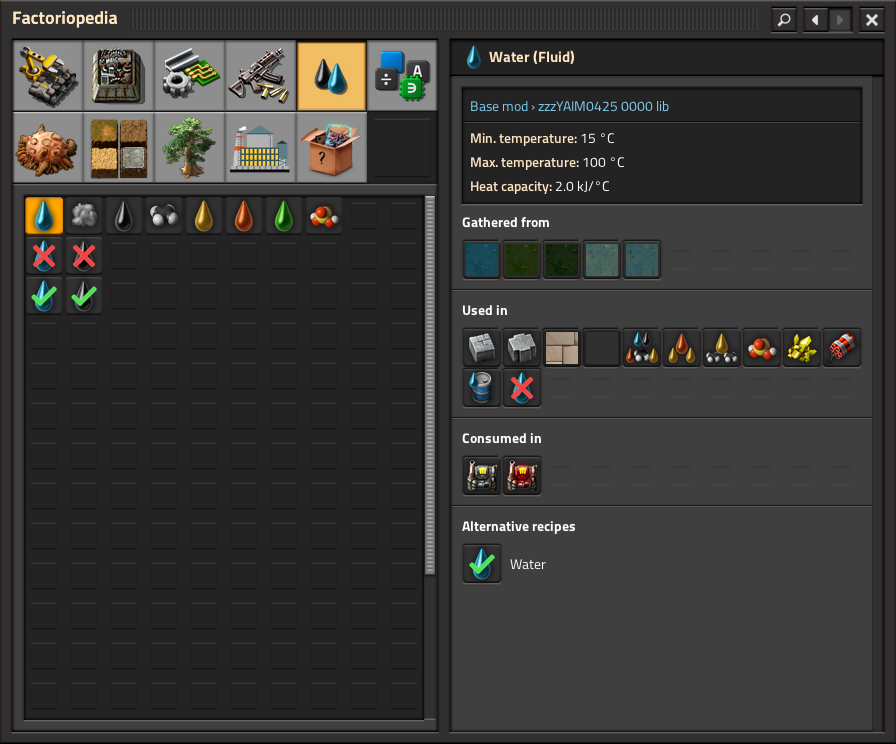 Factoriopedia
Water (Fluid)
Base mod › zzzYAIM0425 0000 lib
Min. temperature: 15 °C
Max. temperature: 100 °C
Heat capacity: 2.0 kJ/°C
Gathered from
Used in
Consumed in
Alternative recipes
Water